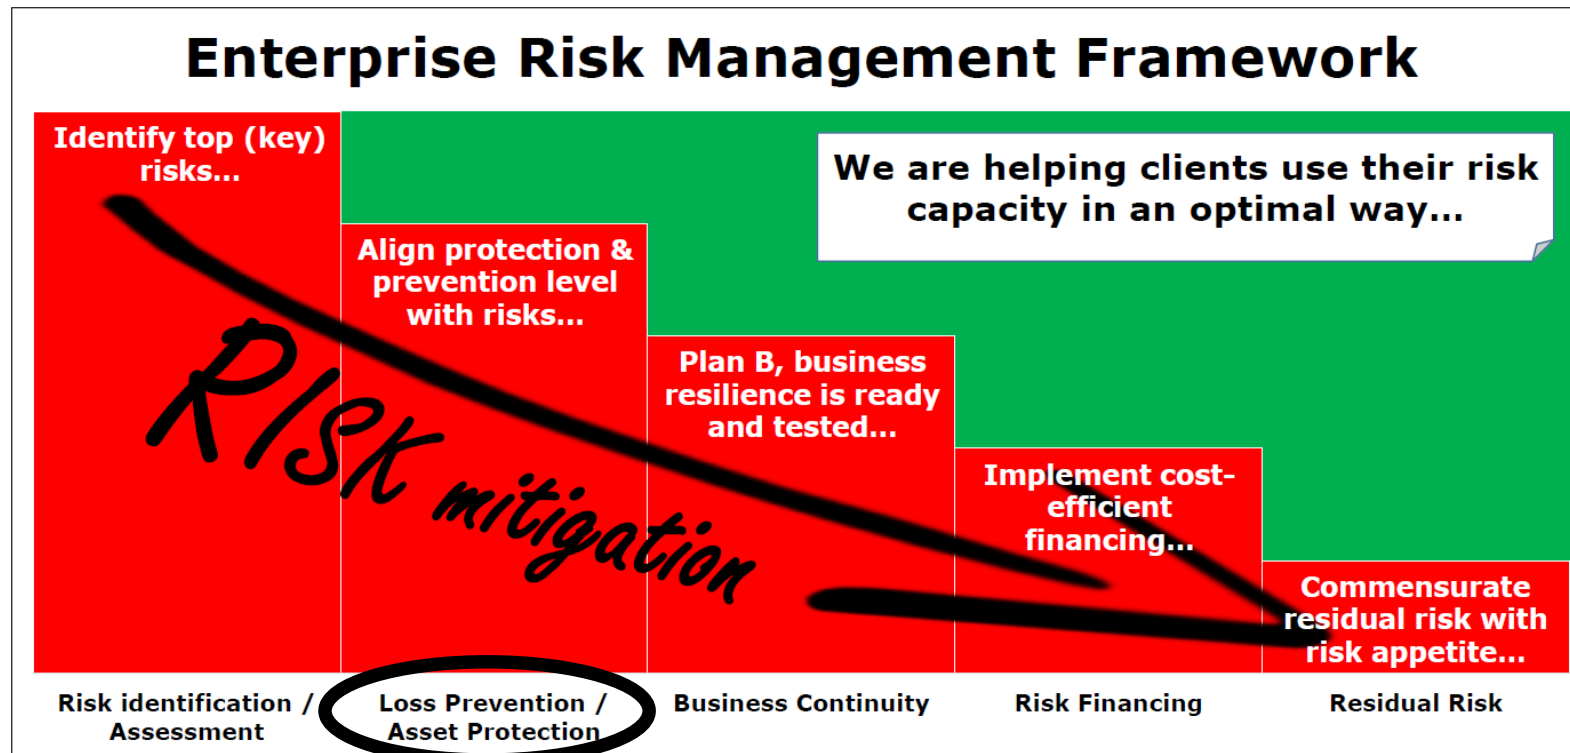 Enterprise Risk Management Framework
Identify top (key)
risks...
We are helping clients use their risk
capacity in an optimal way...
Align protection &
prevention level
with risks...
Plan B, business
resilience is ready
and tested...
Implement cost-
efficient
financing...
Commensurate
residual risk with
risk appetite...
RISK mitigation
Risk identification /
Assessment
Loss Prevention /
Asset Protection
Business Continuity
Risk Financing
Residual Risk